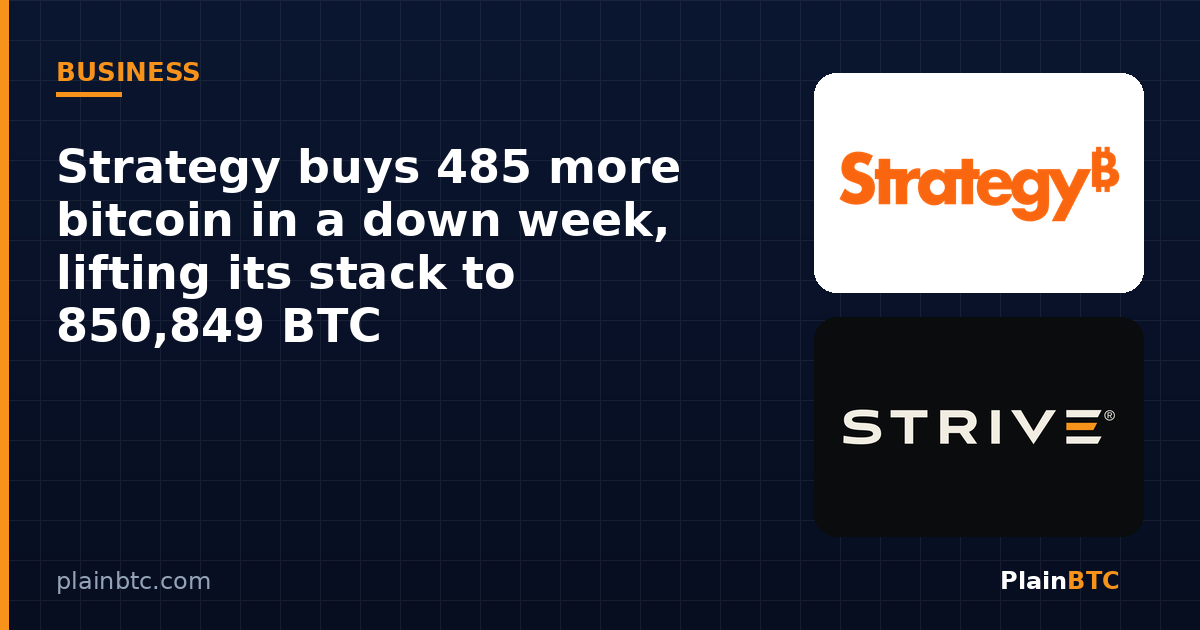 BUSINESS
Strategy buys 485 more
bitcoin in a down week,
lifting its stack to
850,849 BTC
Strategy₿
STRIVE®
plainbtc.com
PlainBTC